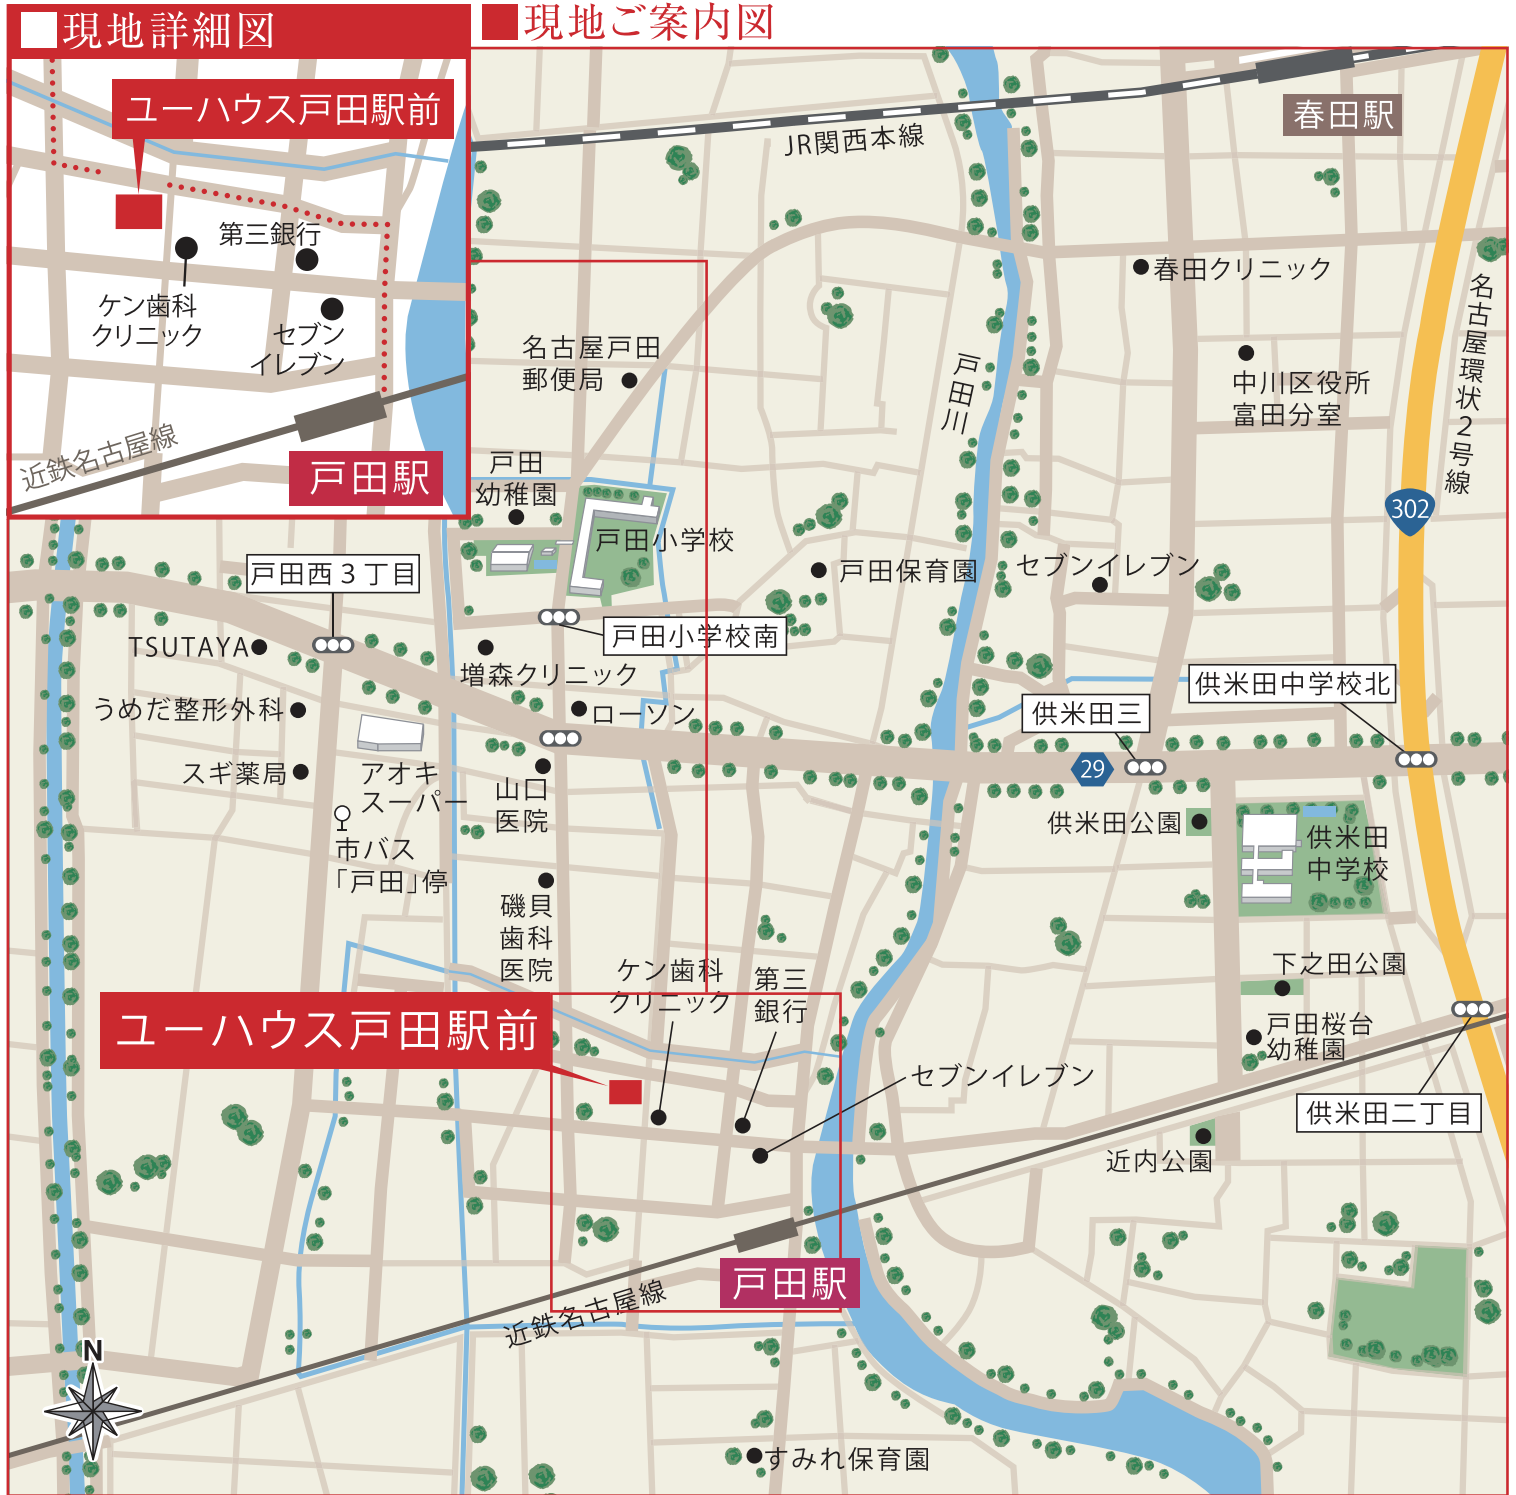 現地詳細図
ユーハウス戸田駅前
第三銀行
ケン歯科
クリニック
セブン
イレブン
近鉄名古屋線
戸田駅
現地ご案内図
春田駅
JR関西本線
春田クリニック
名古屋環状2号線
名古屋戸田
郵便局
戸田川
中川区役所
富田分室
戸田
幼稚園
302
戸田小学校
戸田西3丁目
戸田保育園
セブンイレブン
TSUTAYA
戸田小学校南
増森クリニック
供米田中学校北
うめだ整形外科
ローソン
供米田三
29
スギ薬局
アオキ
スーパー
山口
医院
供米田公園
供米田
中学校
市バス
「戸田」停
磯貝
歯科
医院
ケン歯科
クリニック
第三
銀行
下之田公園
戸田桜台
幼稚園
ユーハウス戸田駅前
セブンイレブン
供米田二丁目
近内公園
戸田駅
近鉄名古屋線
N
すみれ保育園